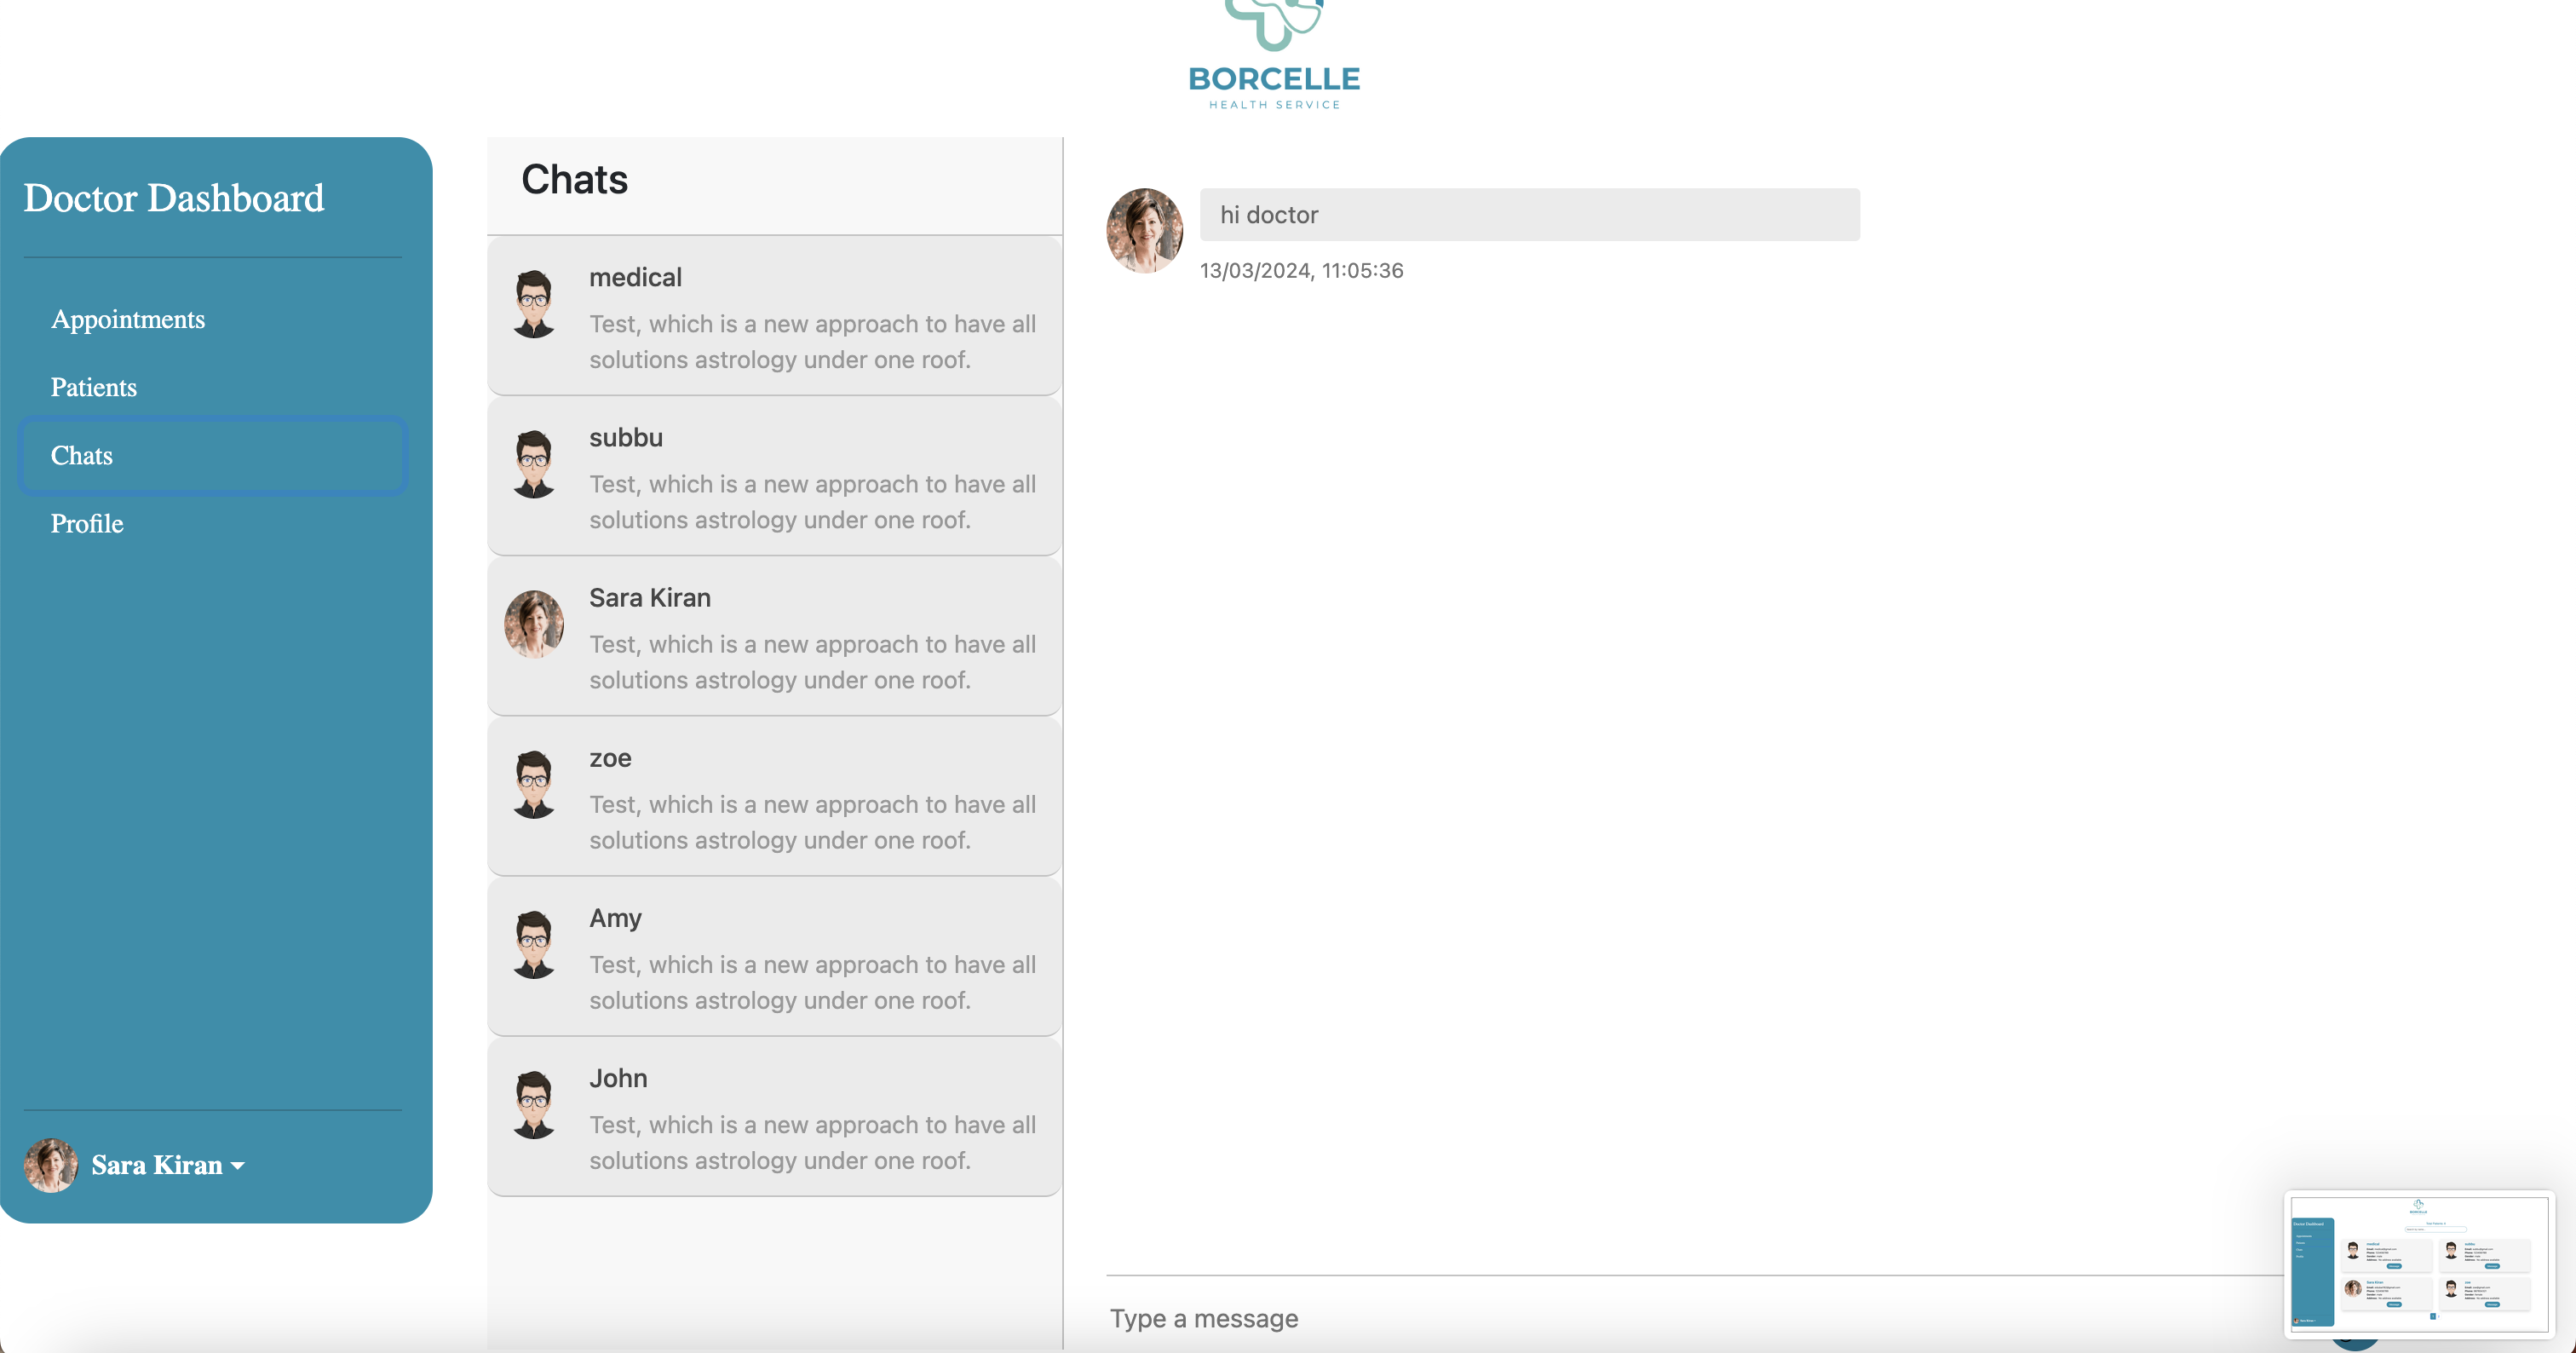 BORCELLE
HEALTH SERVICE
Doctor Dashboard
Appointments
Patients
Chats
Profile
Sara Kiran
Chats
medical
Test, which is a new approach to have all
solutions astrology under one roof.
subbu
Test, which is a new approach to have all
solutions astrology under one roof.
Sara Kiran
Test, which is a new approach to have all
solutions astrology under one roof.
zoe
Test, which is a new approach to have all
solutions astrology under one roof.
Amy
Test, which is a new approach to have all
solutions astrology under one roof.
John
Test, which is a new approach to have all
solutions astrology under one roof.
hi doctor
13/03/2024, 11:05:36
Type a message
BORCELLE
Doctor Dashboard